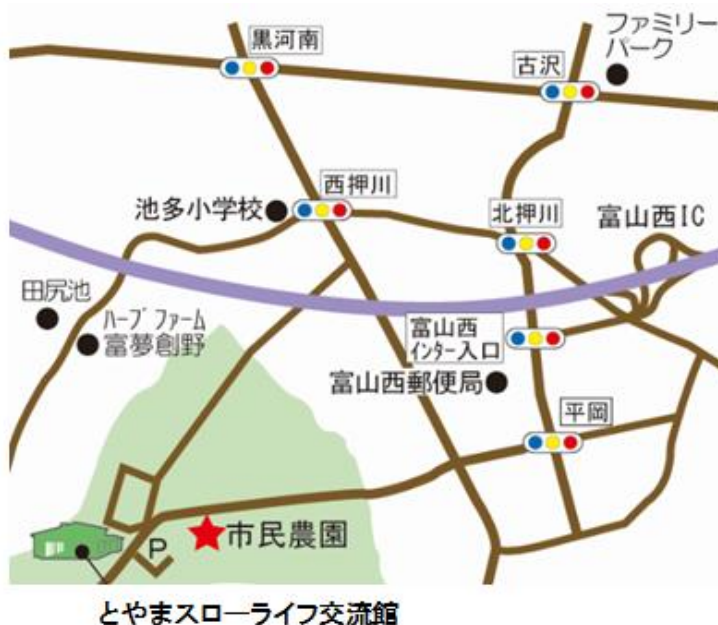 ファミリー
パーク
黒河南
古沢
西押川
池多小学校
北押川
富山西IC
田尻池
ﾊｰﾌﾞﾌｧｰﾑ
富夢創野
富山西
ｲﾝﾀｰ入口
富山西郵便局
平岡
P
市民農園
とやまスローライフ交流館